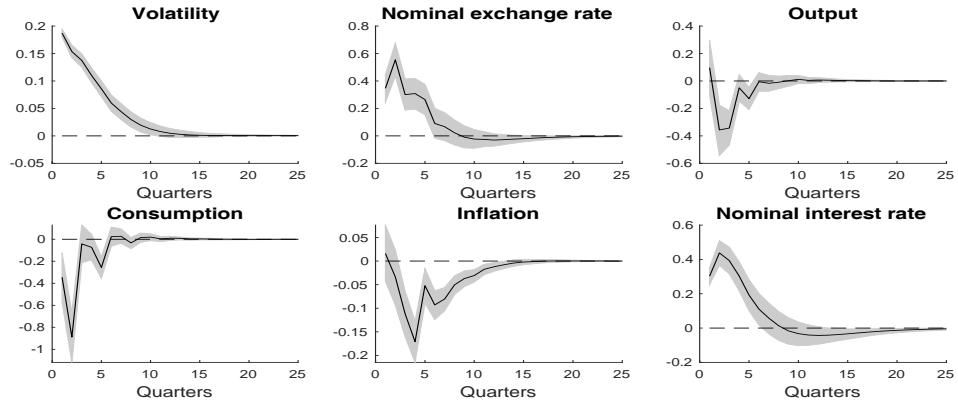 Volatility
0.2
0.15
0.1
0.05
0
-0.05
0 5 10 15 20 25
Quarters
Nominal exchange rate
0.8
0.6
0.4
0.2
0
-0.2
0 5 10 15 20 25
Quarters
Output
0.4
0.2
0
-0.2
-0.4
-0.6
0 5 10 15 20 25
Quarters
Consumption
0
-0.2
-0.4
-0.6
-0.8
-1
0 5 10 15 20 25
Quarters
Inflation
0.05
0
-0.05
-0.1
-0.15
-0.2
0 5 10 15 20 25
Quarters
Nominal interest rate
0.6
0.4
0.2
0
-0.2
0 5 10 15 20 25
Quarters